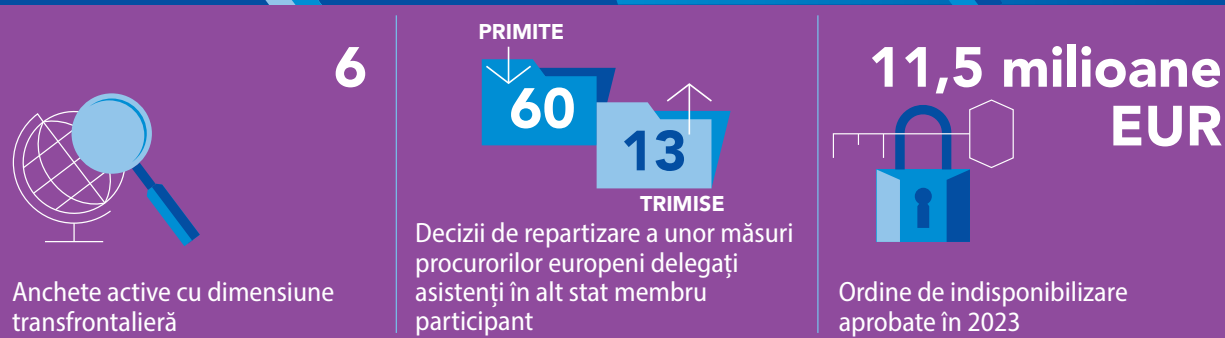 6
Anchete active cu dimensiune
transfrontalieră
PRIMITE
60
13
TRIMISE
Decizii de repartizare a unor măsuri
procurorilor europeni delegați
asistenți în alt stat membru
participant
11,5 milioane
EUR
Ordine de indisponibilizare
aprobate în 2023